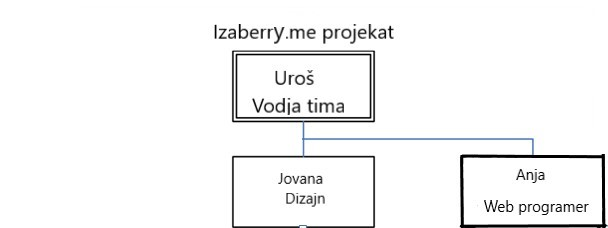 Izaberry.me projekat
Uroš
Vodja tima
Jovana
Dizajn
Anja
Web programer